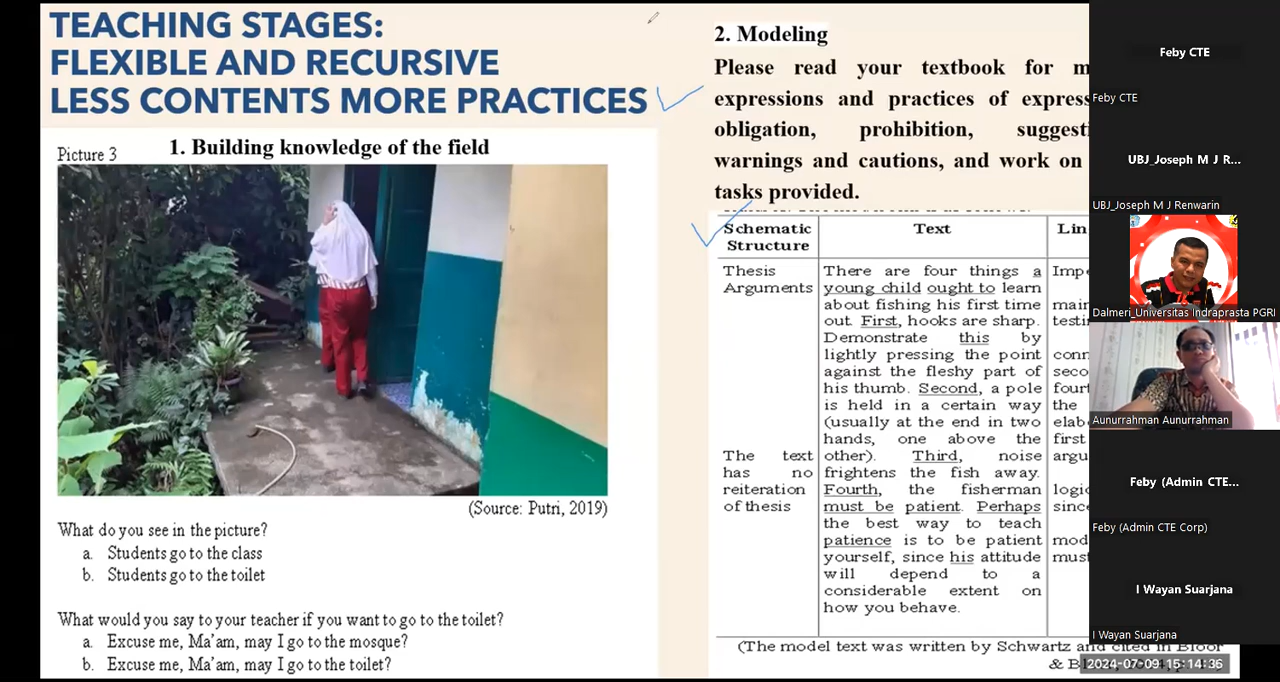 TEACHING STAGES:
FLEXIBLE AND RECURSIVE
LESS CONTENTS MORE PRACTICES
Picture 3
1. Building knowledge of the field
(Source: Putri, 2019)
What do you see in the picture?
a. Students go to the class
b. Students go to the toilet
What would you say to your teacher if you want to go to the toilet?
a. Excuse me, Ma'am, may I go to the mosque?
b. Excuse me, Ma'am, may I go to the toilet?
2. Modeling
Please read your textbook for m
expressions and practices of express
obligation, prohibition, suggesti
warnings and cautions, and work on
tasks provided.
Schematic
Structure
Text
Lin
Thesis
Arguments
The text
has no
reiteration
of thesis
There are four things a
young child ought to learn
about fishing his first time
out. First, hooks are sharp.
Demonstrate this by
lightly pressing the point
against the fleshy part of
his thumb. Second, a pole
is held in a certain way
(usually at the end in two
hands, one above the
other). Third, noise
frightens the fish away.
Fourth, the fisherman
must be patient. Perhaps
the best way to teach
patience is to be patient
yourself, since his attitude
will depend to a
considerable extent on
how you behave.
Impe
main
testin
conn
seco
fourt
the
elab
first
argu
logic
since
mod
must
(The model text was written by Schwartz and cited in Bloor
& B
2024-07-09 15:14:36
Feby CTE
Feby CTE
UBJ_Joseph M J R...
UBJ_Joseph M J Renwarin
Dalmeri_Universitas Indraprasta PGRI
Aunurrahman Aunurrahman
Feby (Admin CTE...
Feby (Admin CTE Corp)
I Wayan Suarjana
I Wayan Suarjana